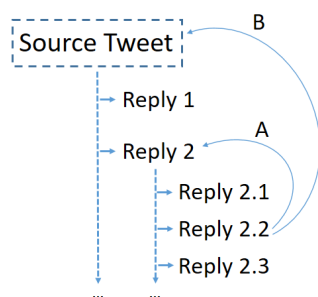 B
Source Tweet
Reply 1
A
Reply 2
Reply 2.1
Reply 2.2
Reply 2.3
... ...